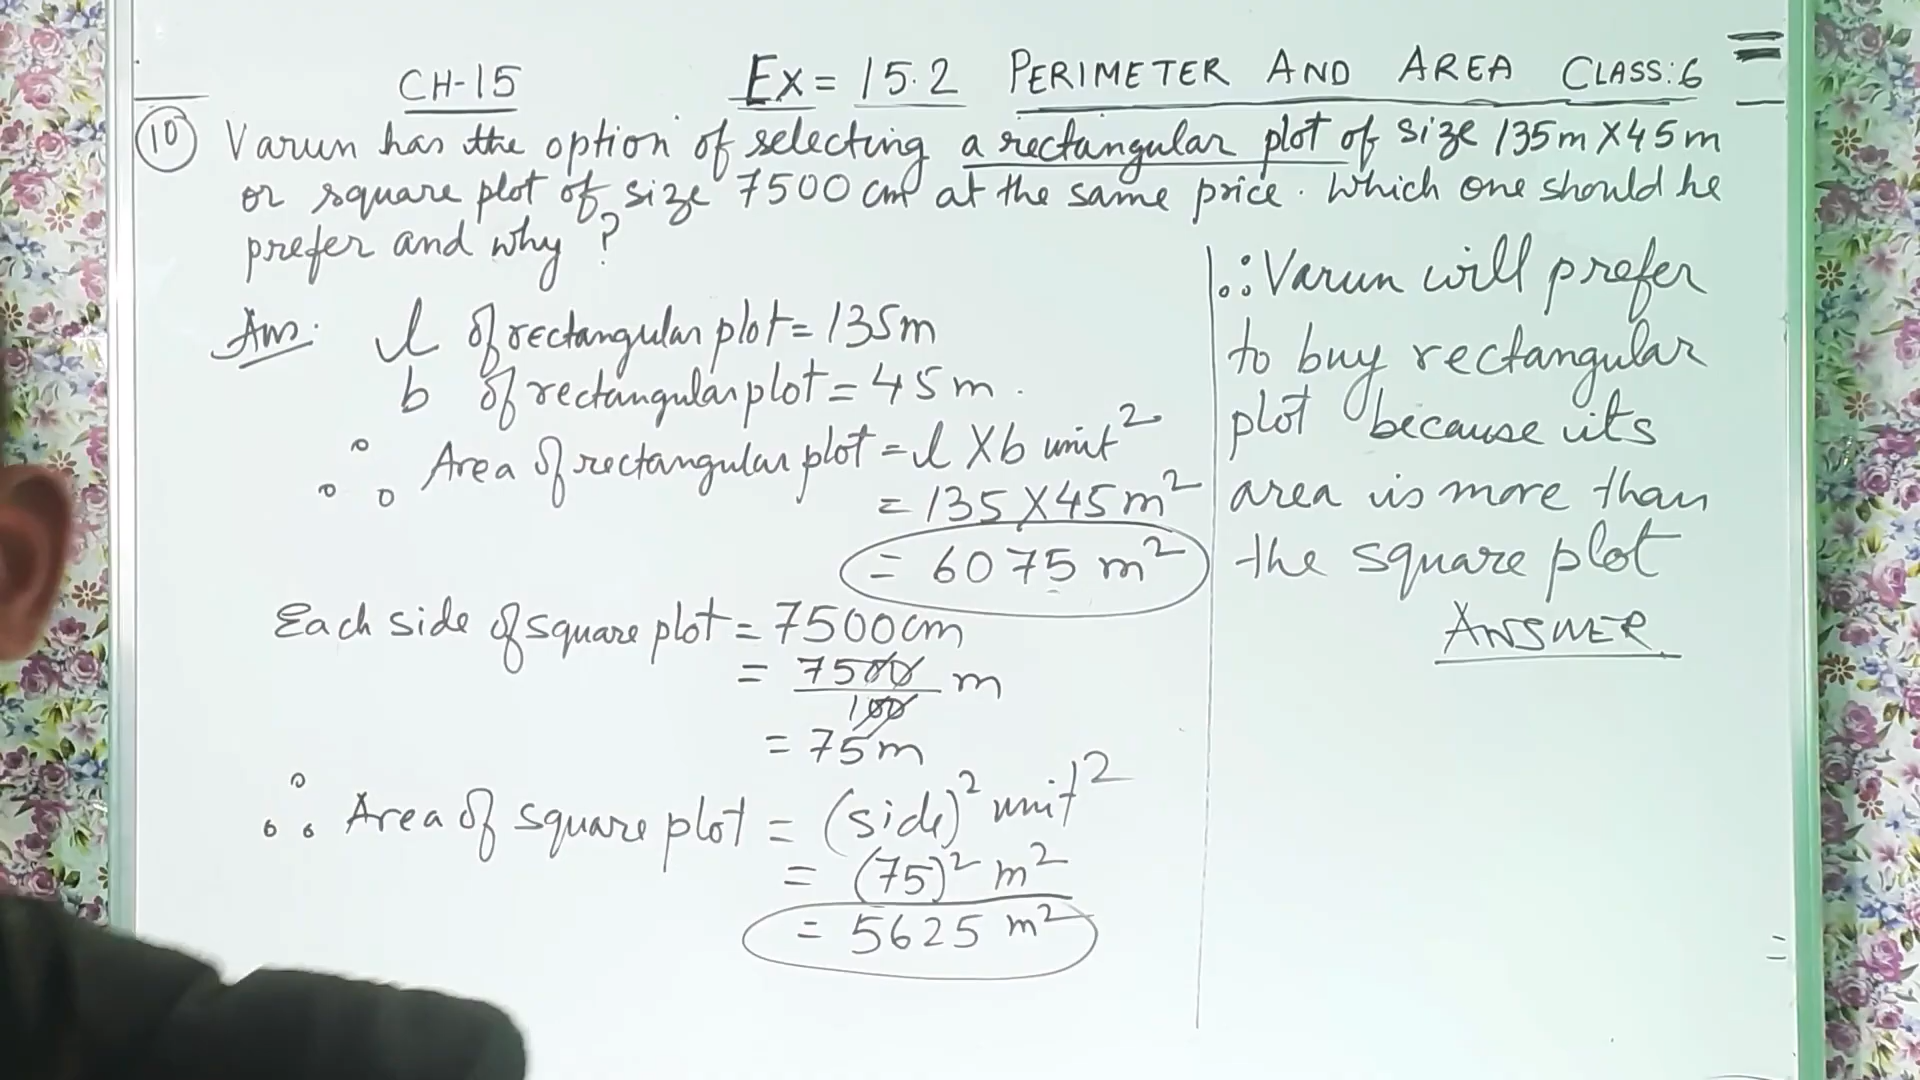 CH-15 EX = 15.2 PERIMETER AND AREA CLASS:6
10 Varun has the option of selecting a rectangular plot of size 135m X 45m
or square plot of size 7500 cm at the same price. Which one should he
prefer and why?
Ans: l of rectangular plot = 135m
b of rectangular plot = 45m.
∴ Area of rectangular plot = l X b unit²
= 135 X 45 m²
= 6075 m²
Each side of square plot = 7500cm
= 7500/100 m
= 75m
∴ Area of square plot = (side)² unit²
= (75)² m²
= 5625 m²
∴ Varun will prefer
to buy rectangular
plot because its
area is more than
the square plot
ANSWER